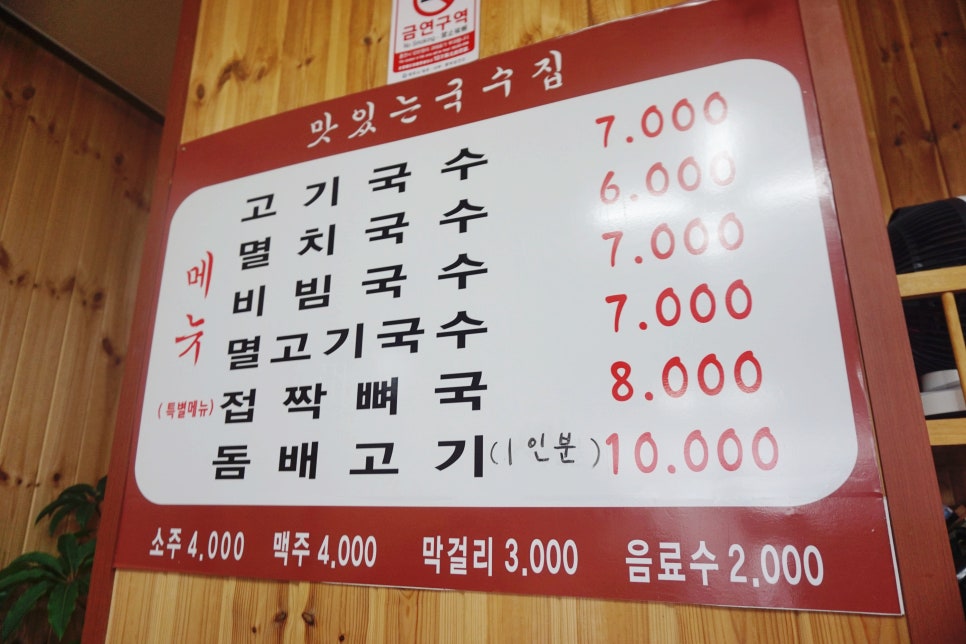 금연구역
맛있는국수집
메뉴
고기국수 7.000
멸치국수 6.000
비빔국수 7.000
멸고기국수 7.000
(특별메뉴) 접짝뼈국 8.000
돔배고기(1인분) 10.000
소주 4,000 맥주 4,000 막걸리 3,000 음료수 2,000